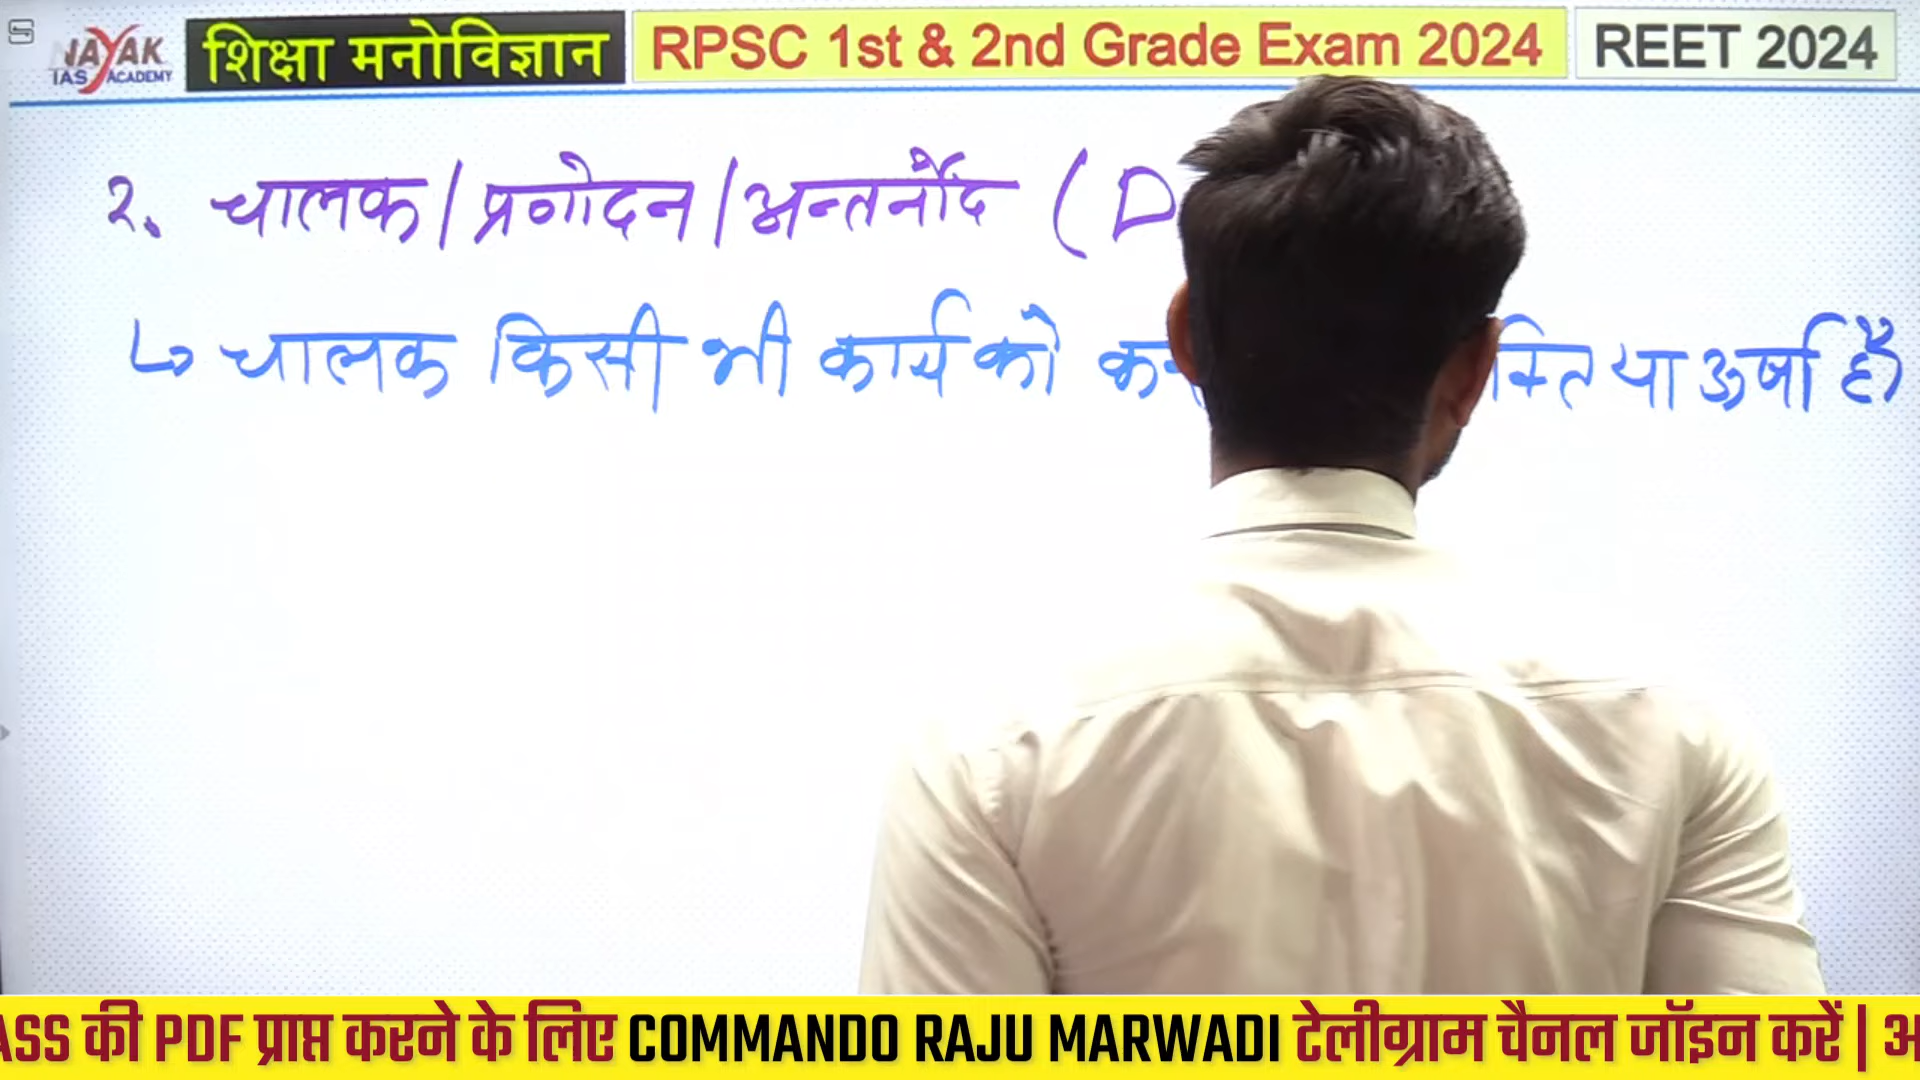 NAYAK
IAS ACADEMY
शिक्षा मनोविज्ञान
RPSC 1st & 2nd Grade Exam 2024
REET 2024
2. चालक/प्रणोदन/अन्तर्नोद (D
↳ चालक किसी भी कार्य को या ऊर्जा है
ASS की PDF प्राप्त करने के लिए COMMANDO RAJU MARWADI टेलीग्राम चैनल जॉइन करें | अ